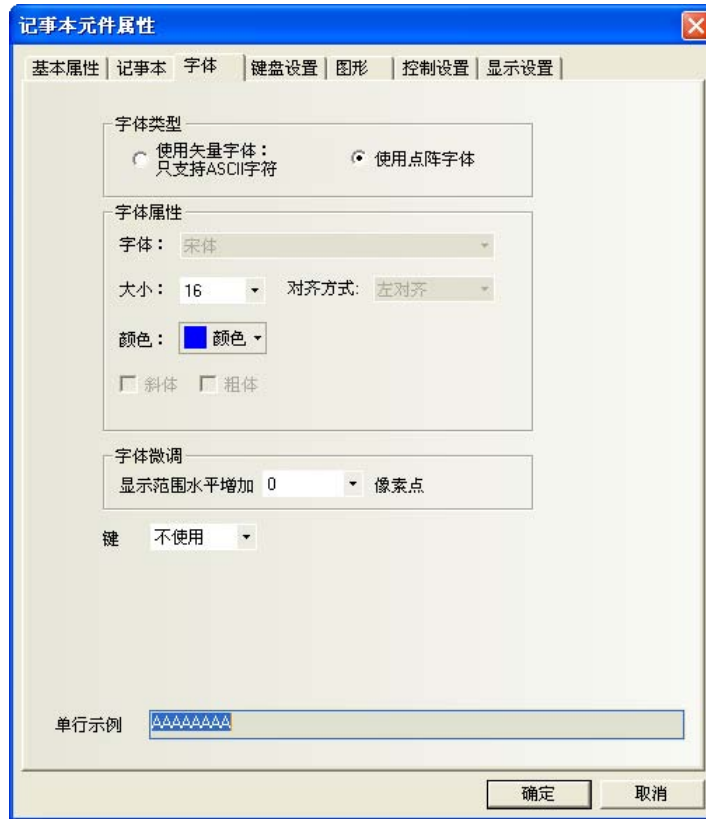 记事本元件属性
基本属性 记事本 字体 键盘设置 图形 控制设置 显示设置
字体类型
使用矢量字体：
只支持ASCII字符
使用点阵字体
字体属性
字体： 宋体
大小： 16 对齐方式: 左对齐
颜色： 颜色
斜体 粗体
字体微调
显示范围水平增加 0 像素点
键 不使用
单行示例 AAAAAAAA
确定 取消